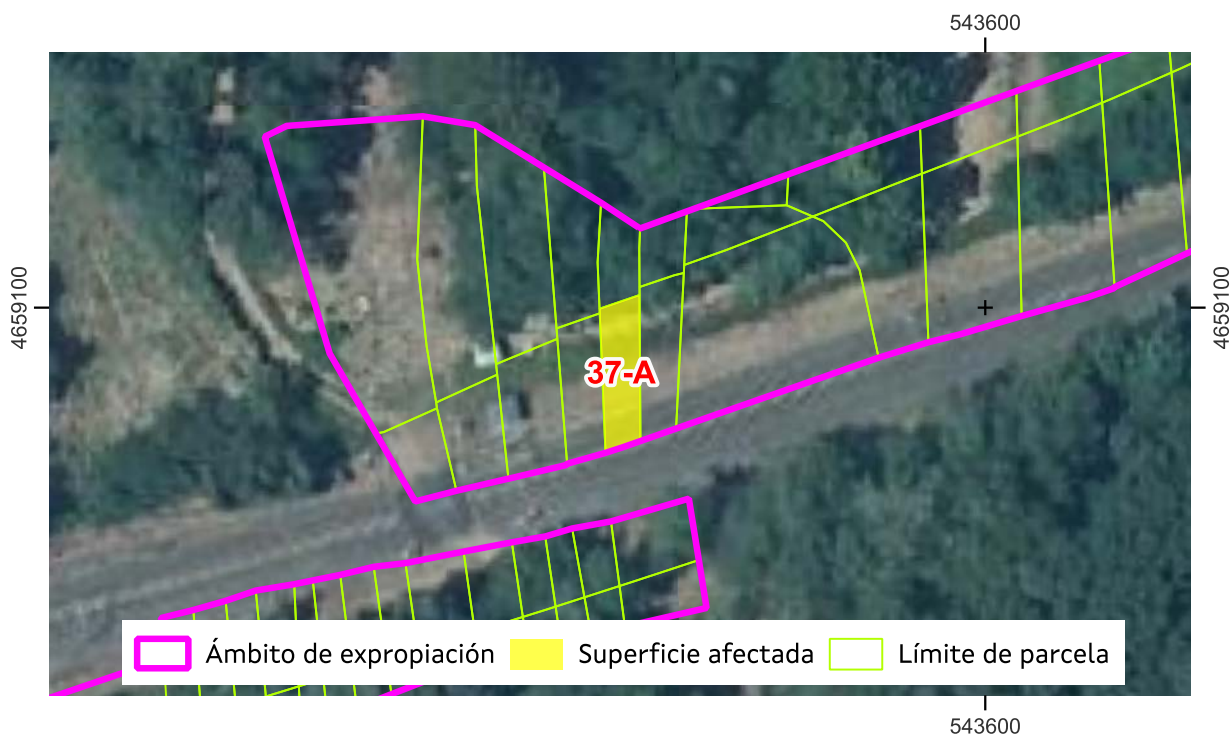 543600
4659100
4659100
37-A
Ámbito de expropiación
Superficie afectada
Límite de parcela
543600